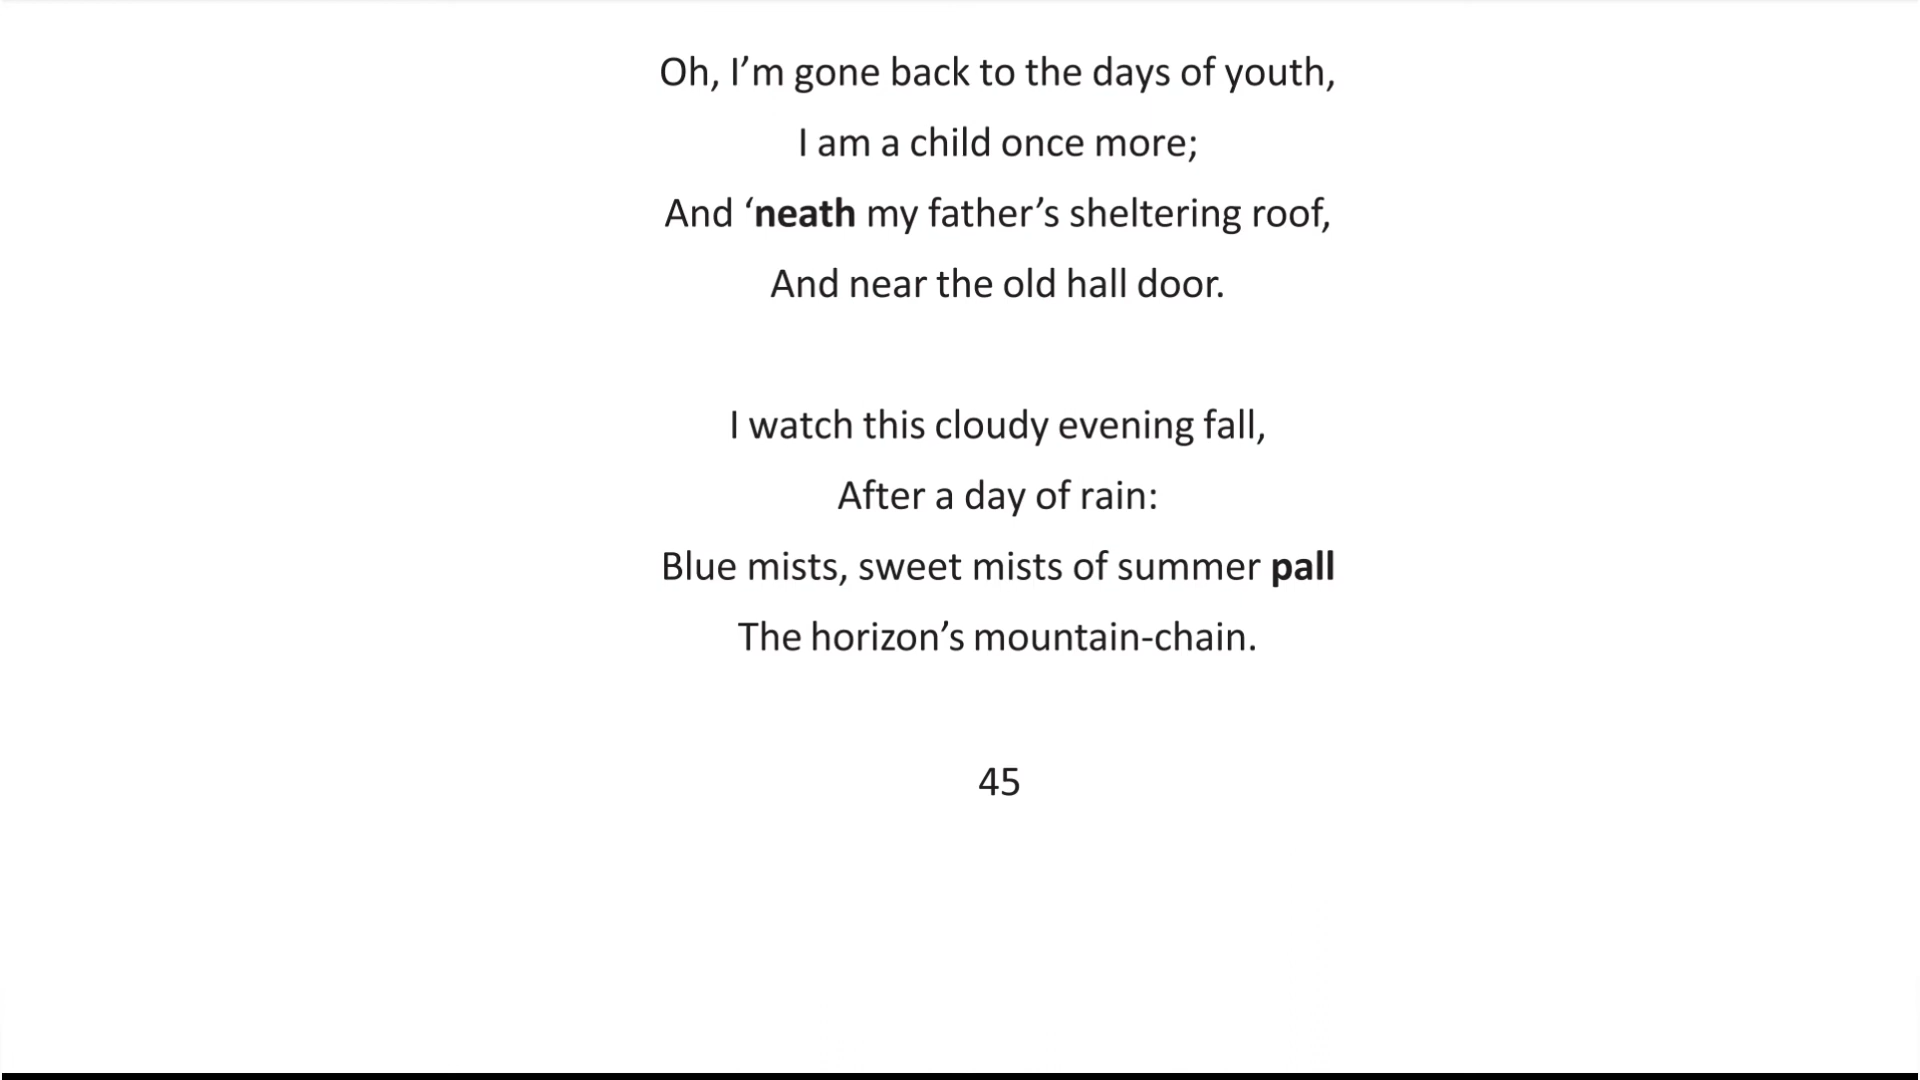 Oh, I’m gone back to the days of youth,
I am a child once more;
And ‘neath my father’s sheltering roof,
And near the old hall door.
I watch this cloudy evening fall,
After a day of rain:
Blue mists, sweet mists of summer pall
The horizon’s mountain-chain.
45